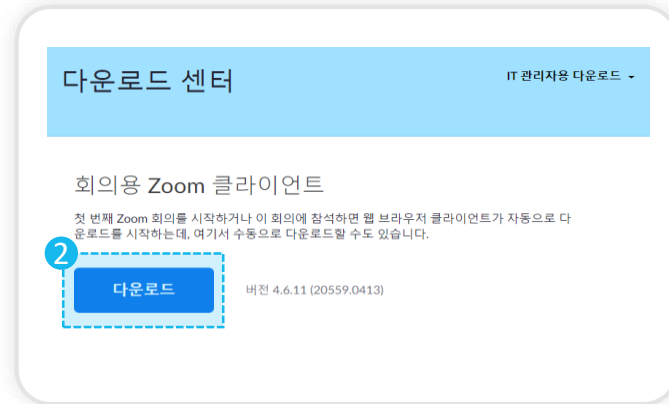 다운로드 센터
IT 관리자용 다운로드
회의용 Zoom 클라이언트
첫 번째 Zoom 회의를 시작하거나 이 회의에 참석하면 웹 브라우저 클라이언트가 자동으로 다
운로드를 시작하는데, 여기서 수동으로 다운로드할 수도 있습니다.
2
다운로드
버전 4.6.11 (20559.0413)